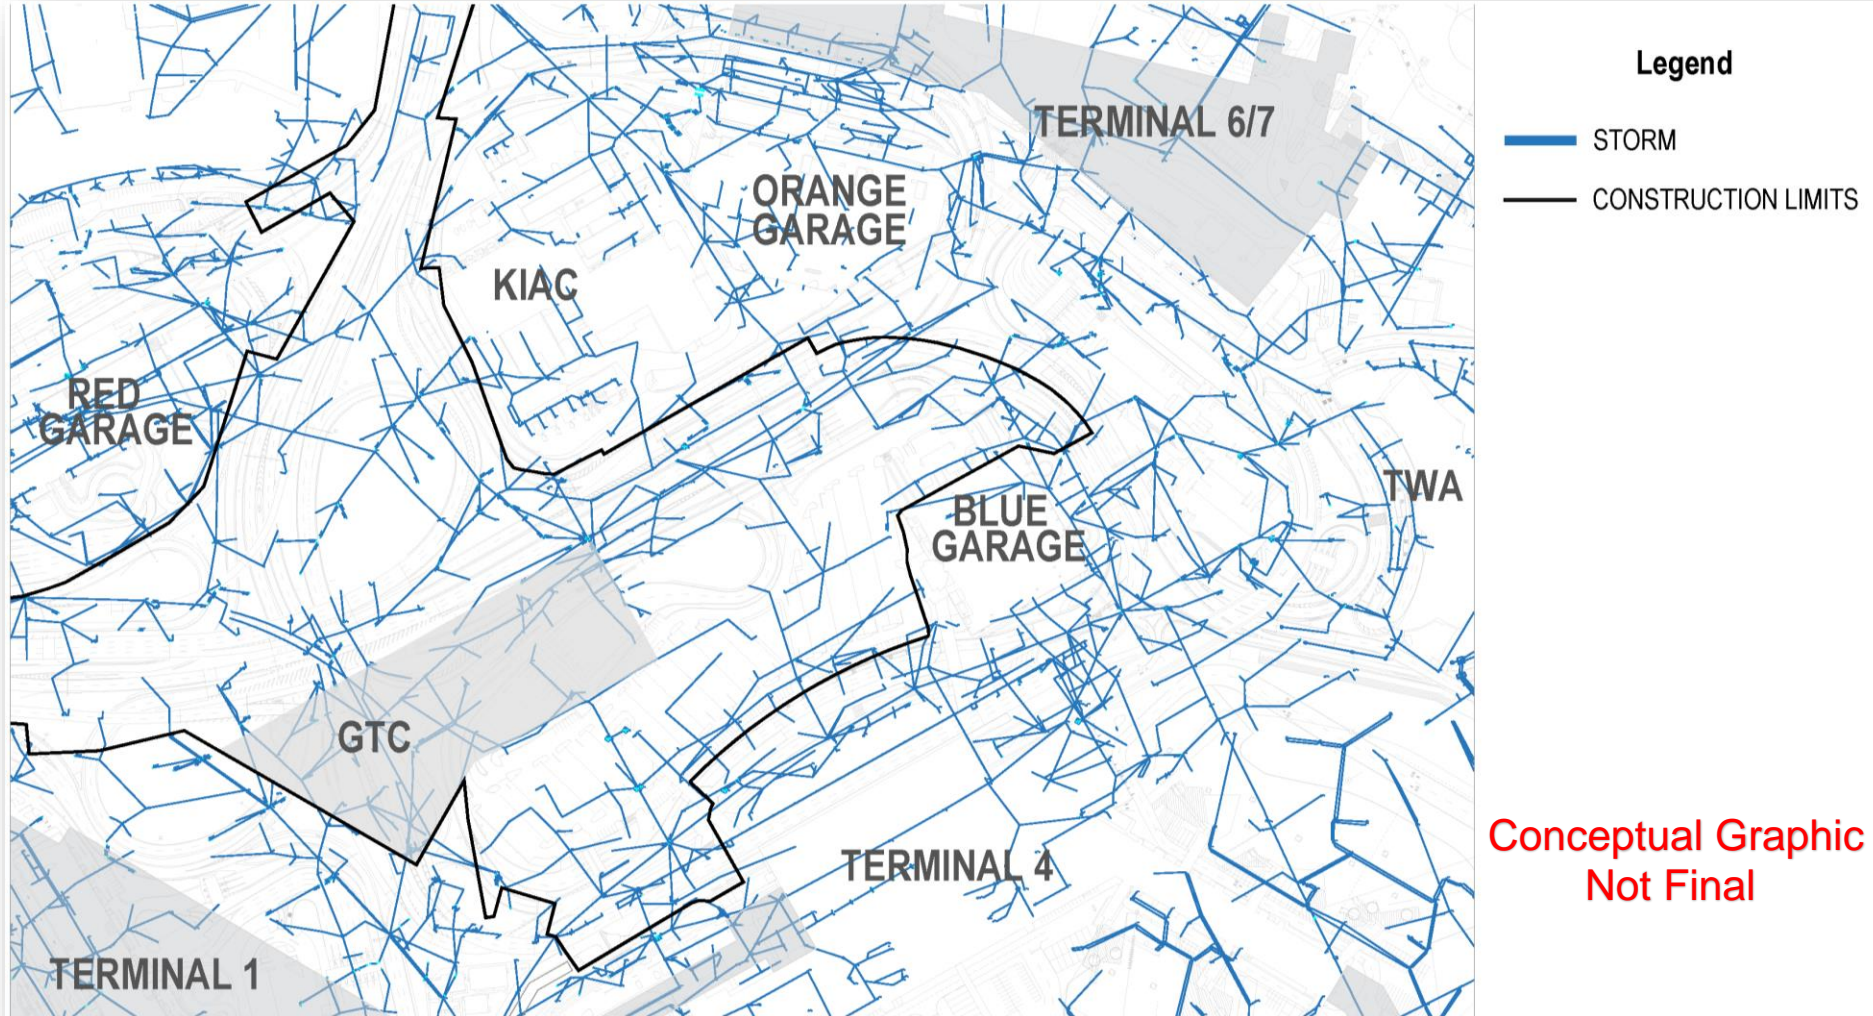 Legend
STORM
CONSTRUCTION LIMITS
TERMINAL 6/7
ORANGE
GARAGE
KIAC
RED
GARAGE
TWA
BLUE
GARAGE
GTC
TERMINAL 4
TERMINAL 1
Conceptual Graphic
Not Final